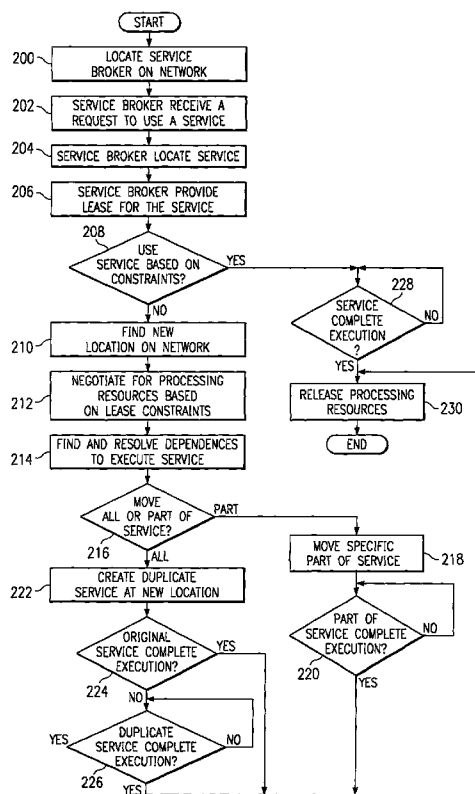 START
200
LOCATE SERVICE
BROKER ON NETWORK
202
SERVICE BROKER RECEIVE A
REQUEST TO USE A SERVICE
204
SERVICE BROKER LOCATE SERVICE
206
SERVICE BROKER PROVIDE
LEASE FOR THE SERVICE
208
USE
SERVICE BASED ON
CONSTRAINTS?
YES
NO
228
SERVICE
COMPLETE
EXECUTION
?
NO
YES
210
FIND NEW
LOCATION ON NETWORK
212
NEGOTIATE FOR PROCESSING
RESOURCES BASED
ON LEASE CONSTRAINTS
RELEASE PROCESSING
RESOURCES
230
END
214
FIND AND RESOLVE DEPENDENCES
TO EXECUTE SERVICE
MOVE
ALL OR PART OF
SERVICE?
216
PART
ALL
MOVE SPECIFIC
PART OF SERVICE
218
222
CREATE DUPLICATE
SERVICE AT NEW LOCATION
PART OF
SERVICE COMPLETE
EXECUTION?
220
NO
YES
ORIGINAL
SERVICE COMPLETE
EXECUTION?
224
YES
NO
DUPLICATE
SERVICE COMPLETE
EXECUTION?
226
YES
NO
YES